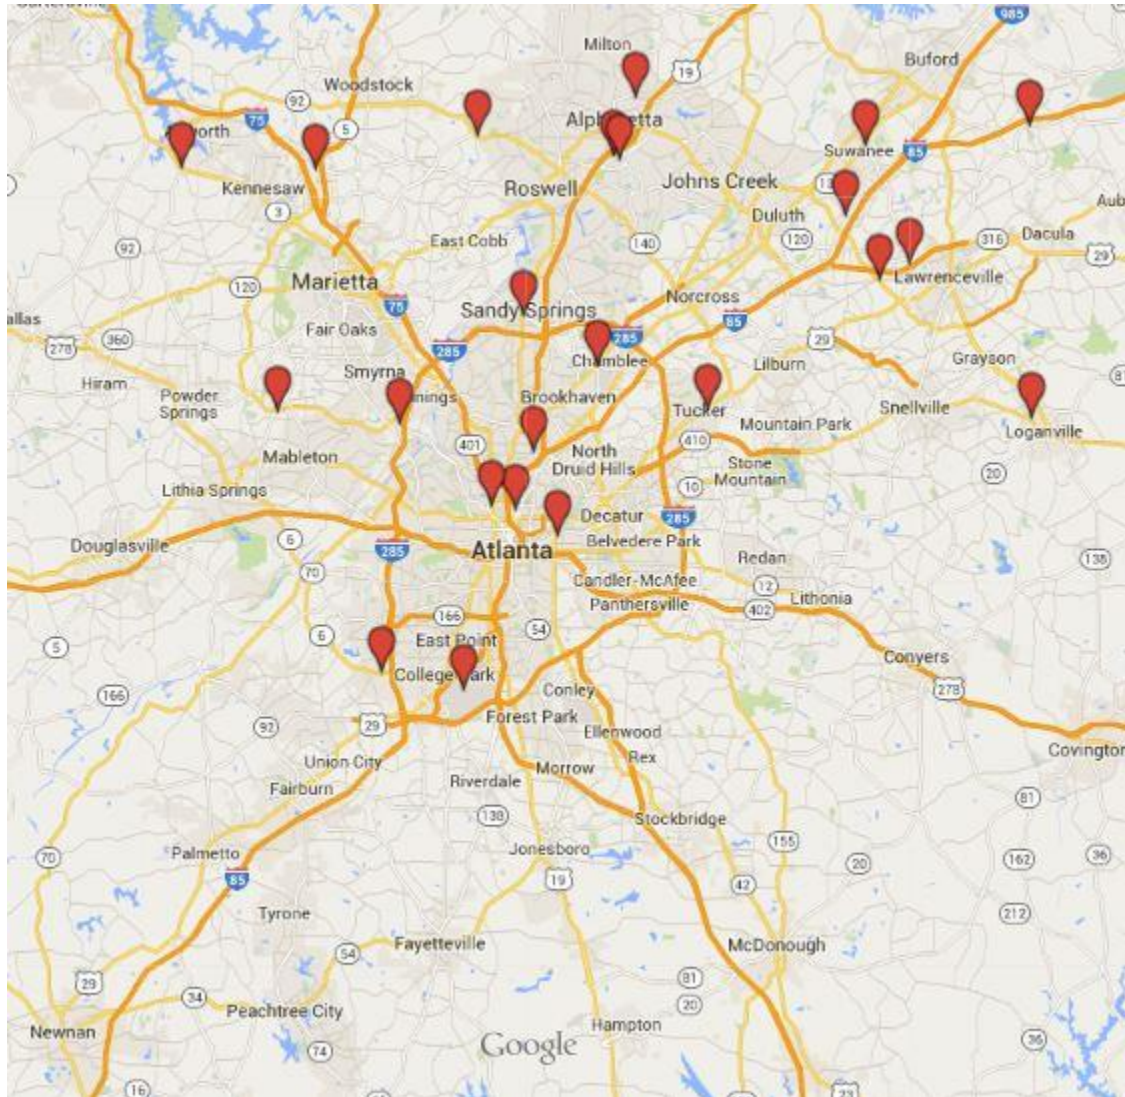 Milton
985
Buford
19
Woodstock
92
75
5
Suwanee
85
Kennesaw
Roswell
Johns Creek
3
Duluth
120
East Cobb
140
316
Dacula
92
29
Marietta
Lawrenceville
120
75
Norcross
Sandy Springs
85
Fair Oaks
360
278
285
285
29
Chamblee
Grayson
Lilburn
Smyrna
Hiram
Powder
Springs
Brookhaven
Tucker
Snellville
Mountain Park
Loganville
401
410
North
Druid Hills
Mableton
Stone
Mountain
20
Lithia Springs
10
Decatur
285
Douglasville
6
285
Atlanta
Belvedere Park
Redan
138
70
Candler-McAfee
12
Panthersville
402
Lithonia
166
54
6
East Point
5
Conyers
College Park
166
278
Conley
92
29
Forest Park
Ellenwood
Covington
Rex
Union City
Morrow
Riverdale
Fairburn
81
138
Stockbridge
155
Jonesboro
70
Palmetto
20
162
36
85
19
42
Tyrone
212
Fayetteville
McDonough
54
81
29
34
20
Peachtree City
Hampton
Newnan
Google
36
74
16
23